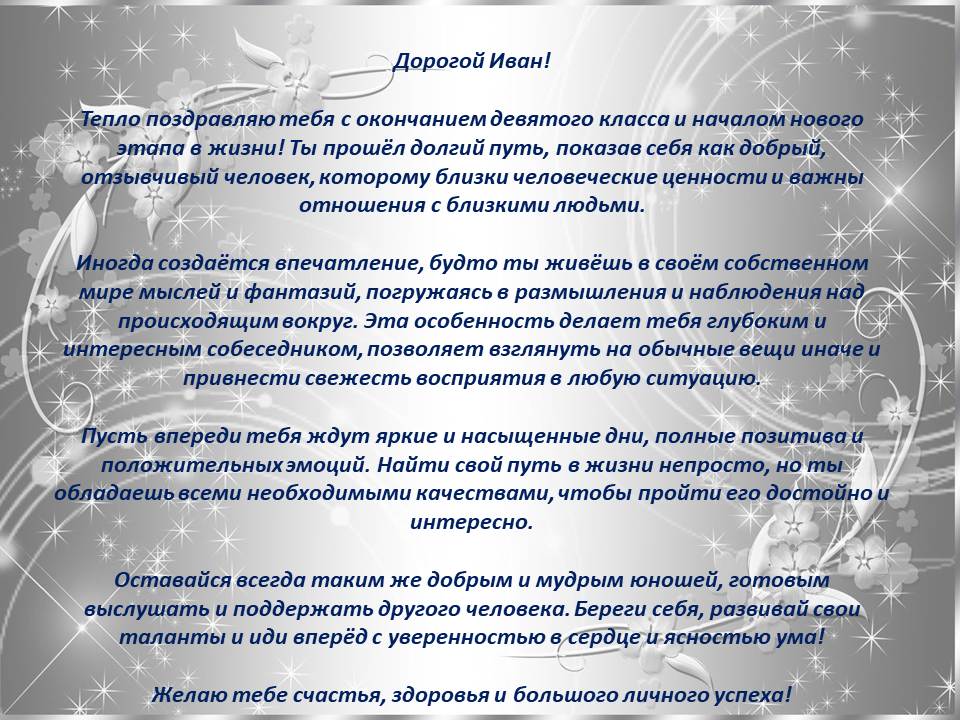 Дорогой Иван!
Тепло поздравляю тебя с окончанием девятого класса и началом нового
этапа в жизни! Ты прошёл долгий путь, показав себя как добрый,
отзывчивый человек, которому близки человеческие ценности и важны
отношения с близкими людьми.
Иногда создаётся впечатление, будто ты живёшь в своём собственном
мире мыслей и фантазий, погружаясь в размышления и наблюдения над
происходящим вокруг. Эта особенность делает тебя глубоким и
интересным собеседником, позволяет взглянуть на обычные вещи иначе и
привнести свежесть восприятия в любую ситуацию.
Пусть впереди тебя ждут яркие и насыщенные дни, полные позитива и
положительных эмоций. Найти свой путь в жизни непросто, но ты
обладаешь всеми необходимыми качествами, чтобы пройти его достойно и
интересно.
Оставайся всегда таким же добрым и мудрым юношей, готовым
выслушать и поддержать другого человека. Береги себя, развивай свои
таланты и иди вперёд с уверенностью в сердце и ясностью ума!
Желаю тебе счастья, здоровья и большого личного успеха!